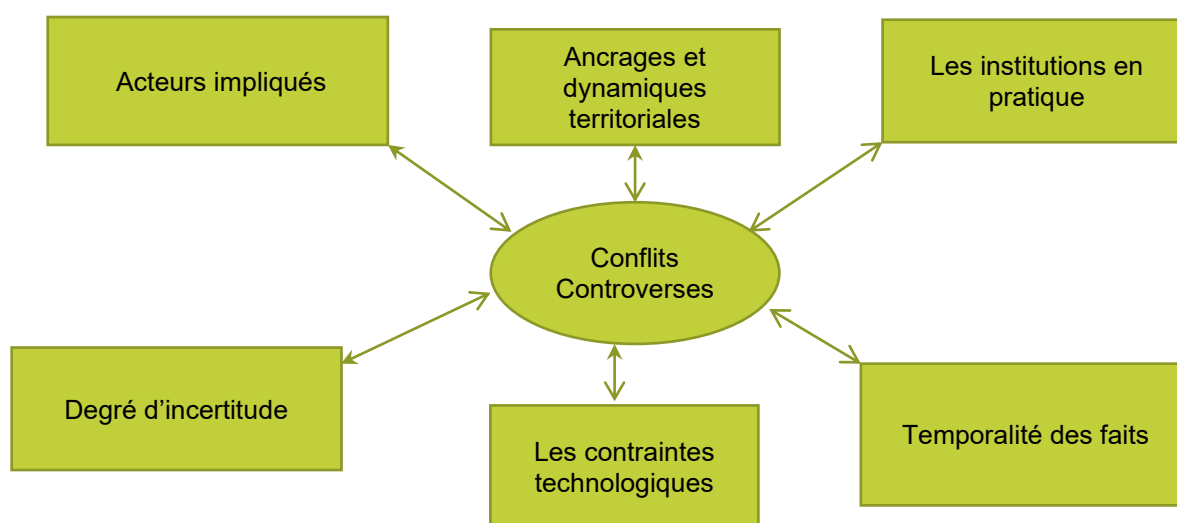 Acteurs impliqués
Ancrages et
dynamiques
territoriales
Les institutions en
pratique
Conflits
Controverses
Degré d’incertitude
Les contraintes
technologiques
Temporalité des faits